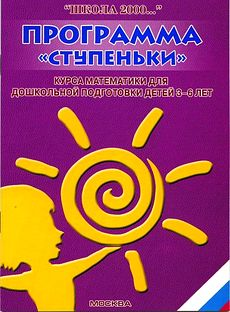 "ШКОЛА 2000..."
ПРОГРАММА
«СТУПЕНЬКИ»
КУРСА МАТЕМАТИКИ ДЛЯ
ДОШКОЛЬНОЙ ПОДГОТОВКИ ДЕТЕЙ 3–6 ЛЕТ
МОСКВА